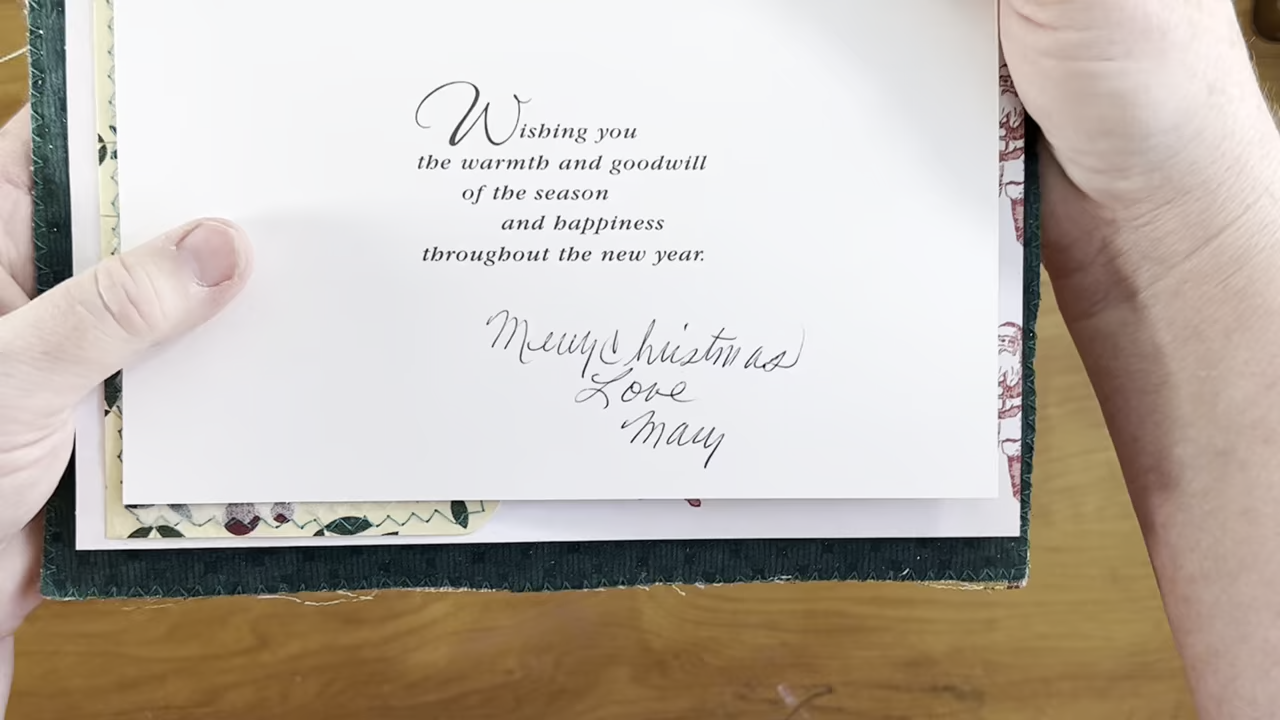 Wishing you
the warmth and goodwill
of the season
and happiness
throughout the new year.
Merry Christmas
Love
Mary